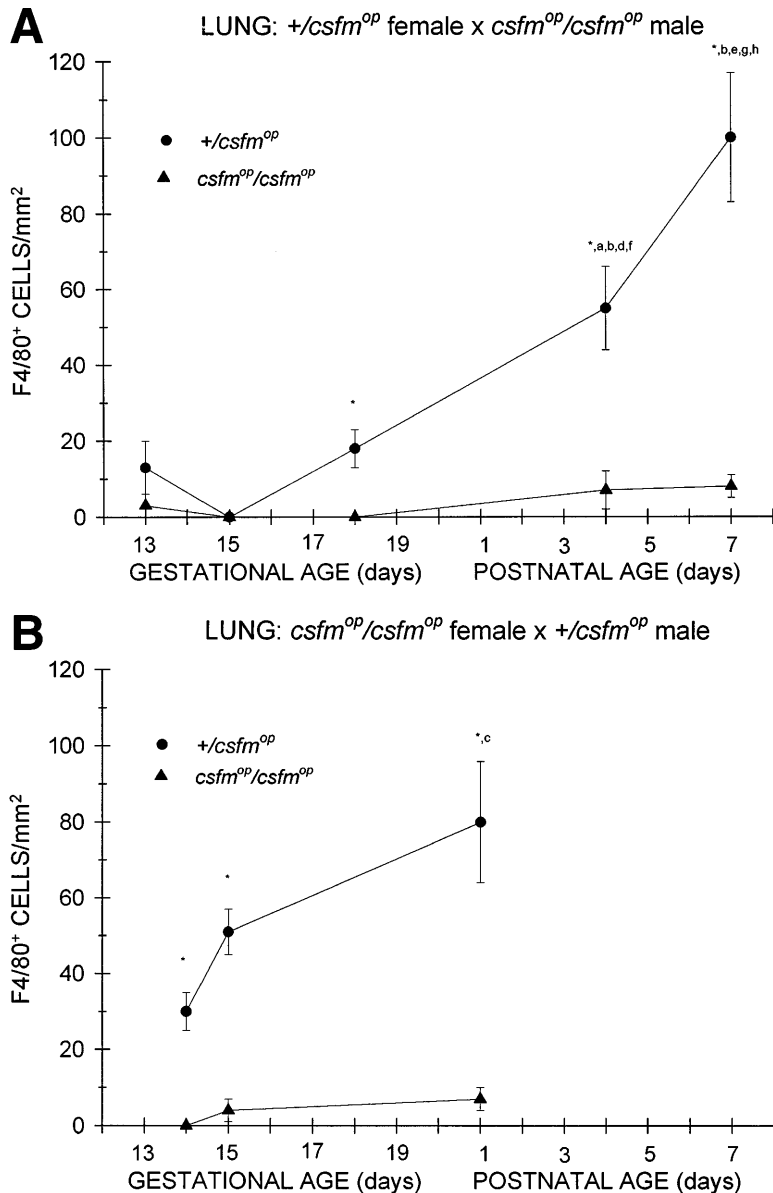 A
LUNG: +/csfm^op female x csfm^op/csfm^op male
120
100
80
60
40
20
0
F4/80⁺ CELLS/mm²
+/csfm^op
csfm^op/csfm^op
*
*,a,b,d,f
*,b,e,g,h
13 15 17 19 1 3 5 7
GESTATIONAL AGE (days) POSTNATAL AGE (days)
B
LUNG: csfm^op/csfm^op female x +/csfm^op male
120
100
80
60
40
20
0
F4/80⁺ CELLS/mm²
+/csfm^op
csfm^op/csfm^op
*
*
*,c
13 15 17 19 1 3 5 7
GESTATIONAL AGE (days) POSTNATAL AGE (days)